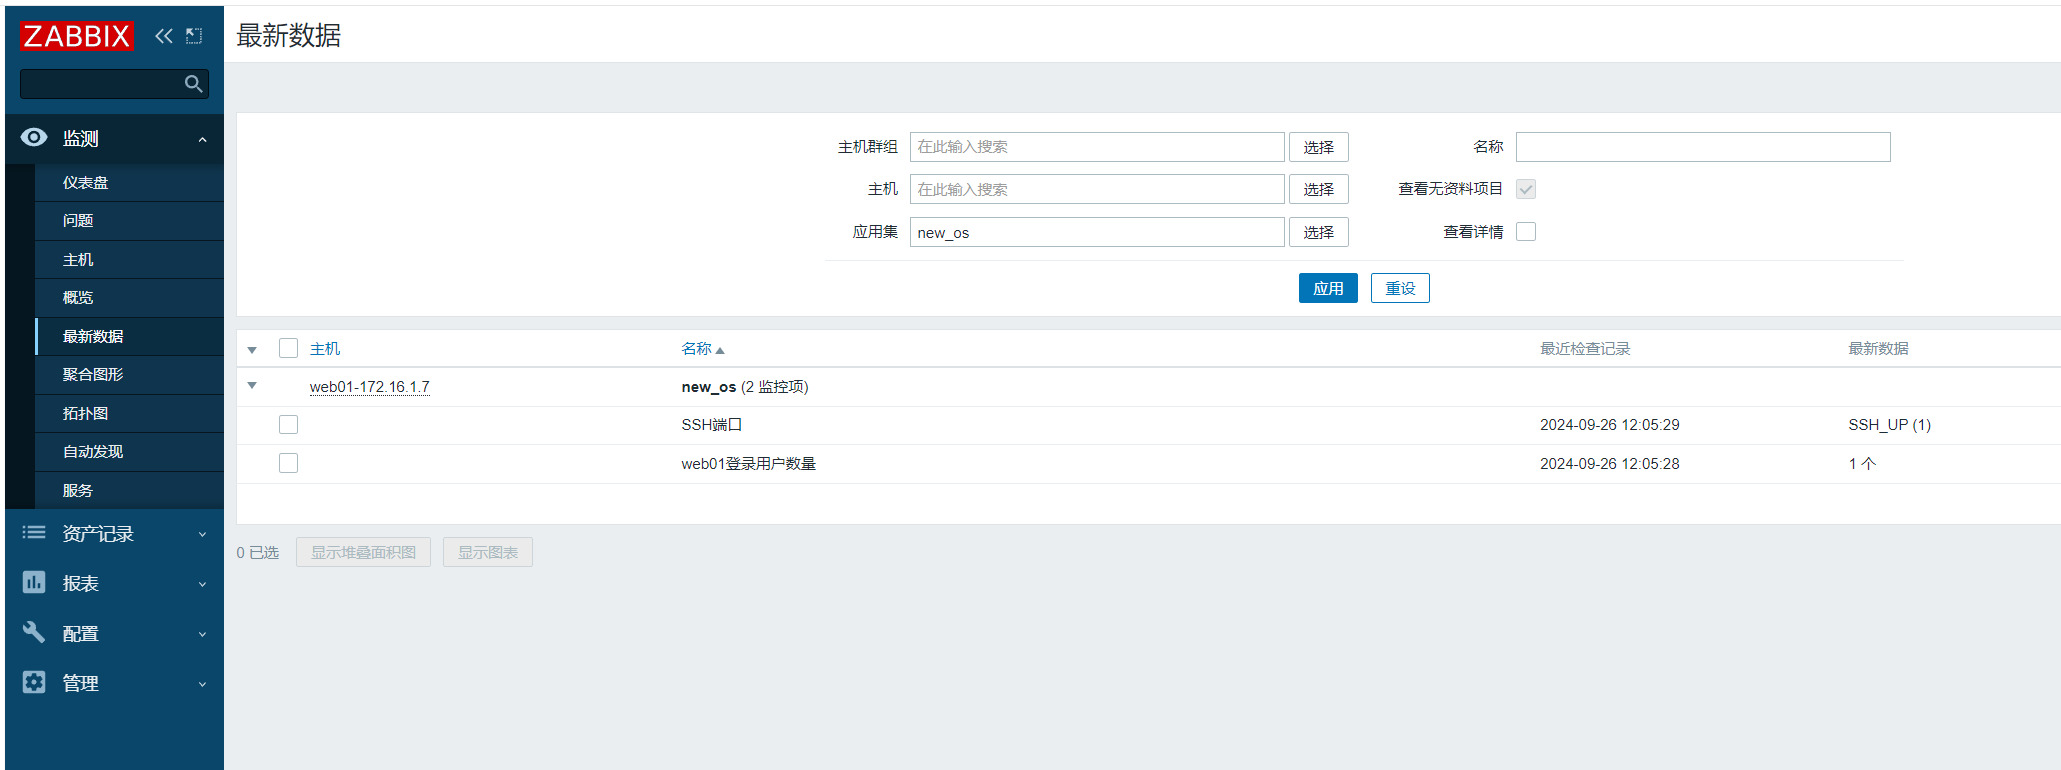 ZABBIX
最新数据
监测
仪表盘
问题
主机
概览
最新数据
聚合图形
拓扑图
自动发现
服务
资产记录
报表
配置
管理
主机群组 在此输入搜索 选择 名称
主机 在此输入搜索 选择 查看无资料项目
应用集 new_os 选择 查看详情
应用 重设
主机 名称 最近检查记录 最新数据
web01-172.16.1.7 new_os (2 监控项)
SSH端口 2024-09-26 12:05:29 SSH_UP (1)
web01登录用户数量 2024-09-26 12:05:28 1 个
0 已选 显示堆叠面积图 显示图表